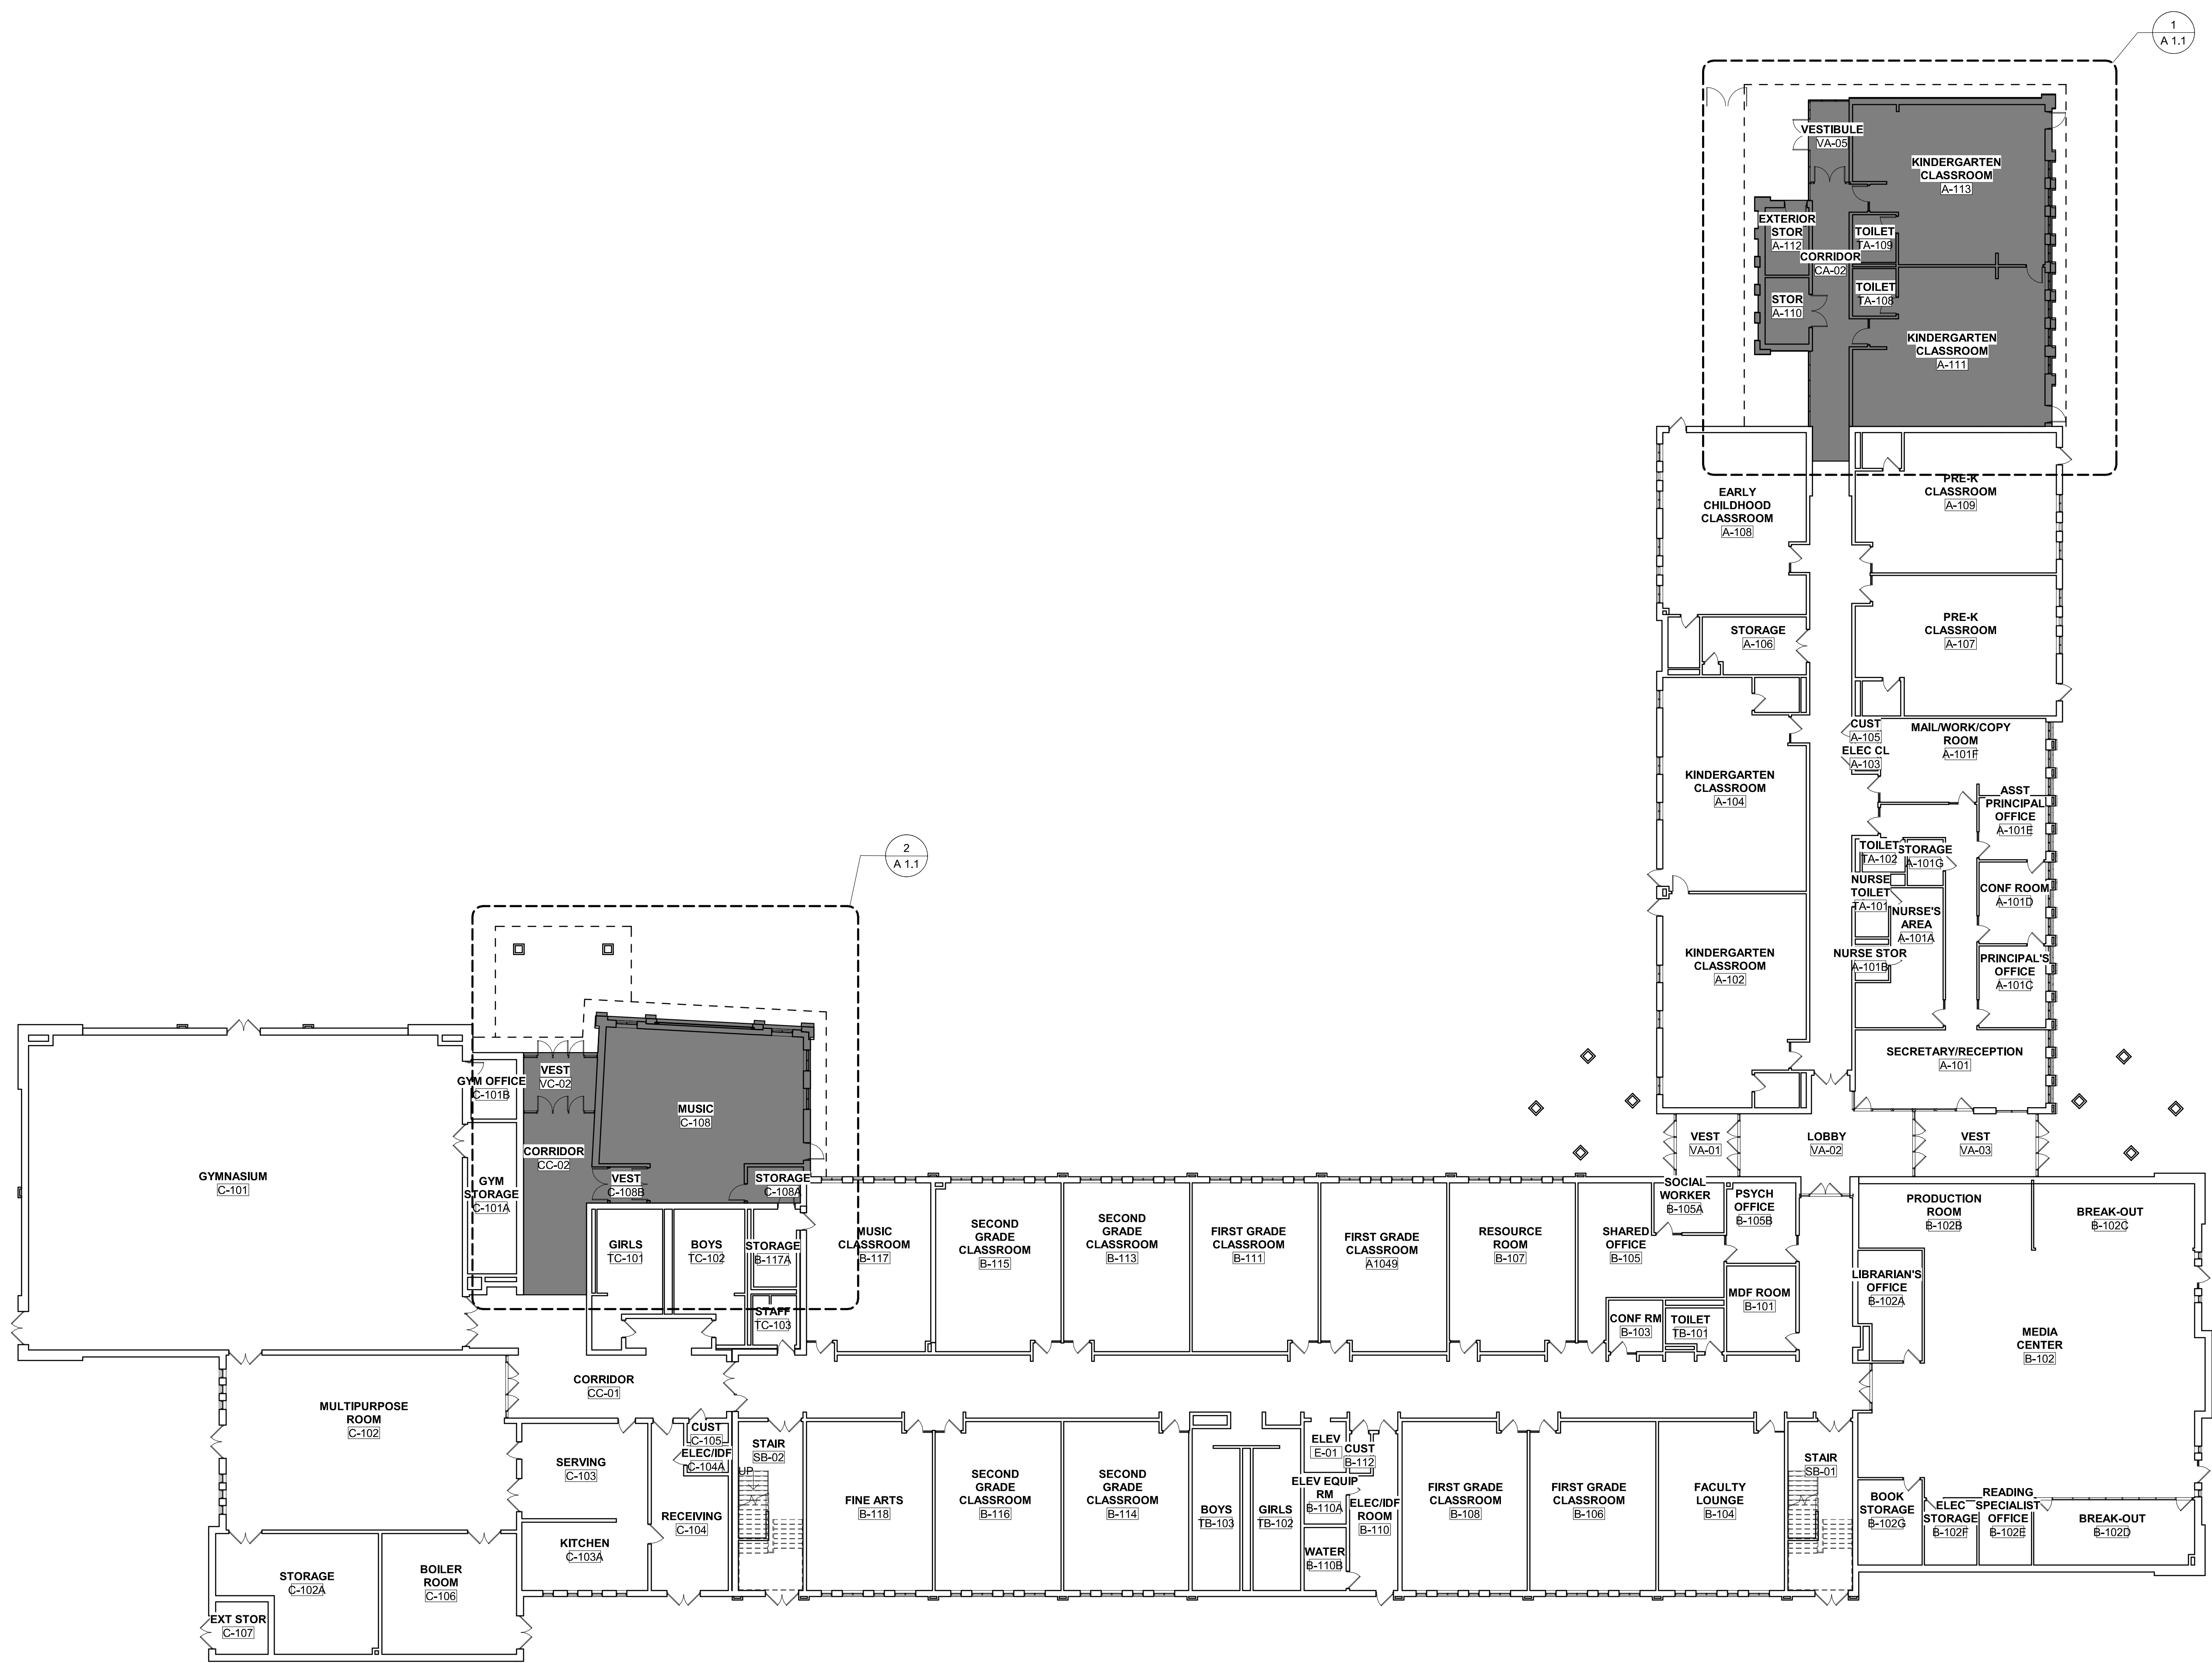 1
A 1.1
VESTIBULE
VA-05
KINDERGARTEN
CLASSROOM
A-113
EXTERIOR
STOR
A-112
TOILET
TA-109
CORRIDOR
CA-02
TOILET
TA-108
STOR
A-110
KINDERGARTEN
CLASSROOM
A-111
EARLY
CHILDHOOD
CLASSROOM
A-108
PRE-K
CLASSROOM
A-109
STORAGE
A-106
PRE-K
CLASSROOM
A-107
CUST
A-105
ELEC CL
A-103
MAIL/WORK/COPY
ROOM
A-101F
KINDERGARTEN
CLASSROOM
A-104
ASST
PRINCIPAL
OFFICE
A-101E
TOILET
TA-102
STORAGE
A-101G
NURSE
TOILET
TA-101
CONF ROOM
A-101D
NURSE'S
AREA
A-101A
KINDERGARTEN
CLASSROOM
A-102
NURSE STOR
A-101B
PRINCIPAL'S
OFFICE
A-101C
SECRETARY/RECEPTION
A-101
VEST
VA-01
LOBBY
VA-02
VEST
VA-03
2
A 1.1
GYM OFFICE
C-101B
VEST
VC-02
MUSIC
C-108
CORRIDOR
CC-02
GYMNASIUM
C-101
GYM
STORAGE
C-101A
VEST
C-108B
STORAGE
C-108A
GIRLS
TC-101
BOYS
TC-102
STORAGE
B-117A
STAFF
TC-103
MUSIC
CLASSROOM
B-117
SECOND
GRADE
CLASSROOM
B-115
SECOND
GRADE
CLASSROOM
B-113
FIRST GRADE
CLASSROOM
B-111
FIRST GRADE
CLASSROOM
A1049
RESOURCE
ROOM
B-107
SHARED
OFFICE
B-105
SOCIAL
WORKER
B-105A
PSYCH
OFFICE
B-105B
MDF ROOM
B-101
CONF RM
B-103
TOILET
TB-101
PRODUCTION
ROOM
B-102B
BREAK-OUT
B-102C
LIBRARIAN'S
OFFICE
B-102A
MEDIA
CENTER
B-102
CORRIDOR
CC-01
MULTIPURPOSE
ROOM
C-102
SERVING
C-103
CUST
C-105
ELEC/IDF
C-104A
STAIR
SB-02
UP
RECEIVING
C-104
KITCHEN
C-103A
STORAGE
C-102A
BOILER
ROOM
C-106
EXT STOR
C-107
FINE ARTS
B-118
SECOND
GRADE
CLASSROOM
B-116
SECOND
GRADE
CLASSROOM
B-114
BOYS
TB-103
GIRLS
TB-102
ELEV
E-01
CUST
B-112
ELEV EQUIP
RM
B-110A
ELEC/IDF
ROOM
B-110
WATER
B-110B
FIRST GRADE
CLASSROOM
B-108
FIRST GRADE
CLASSROOM
B-106
FACULTY
LOUNGE
B-104
STAIR
SB-01
BOOK
STORAGE
B-102G
ELEC
STORAGE
B-102F
READING
SPECIALIST
OFFICE
B-102E
BREAK-OUT
B-102D